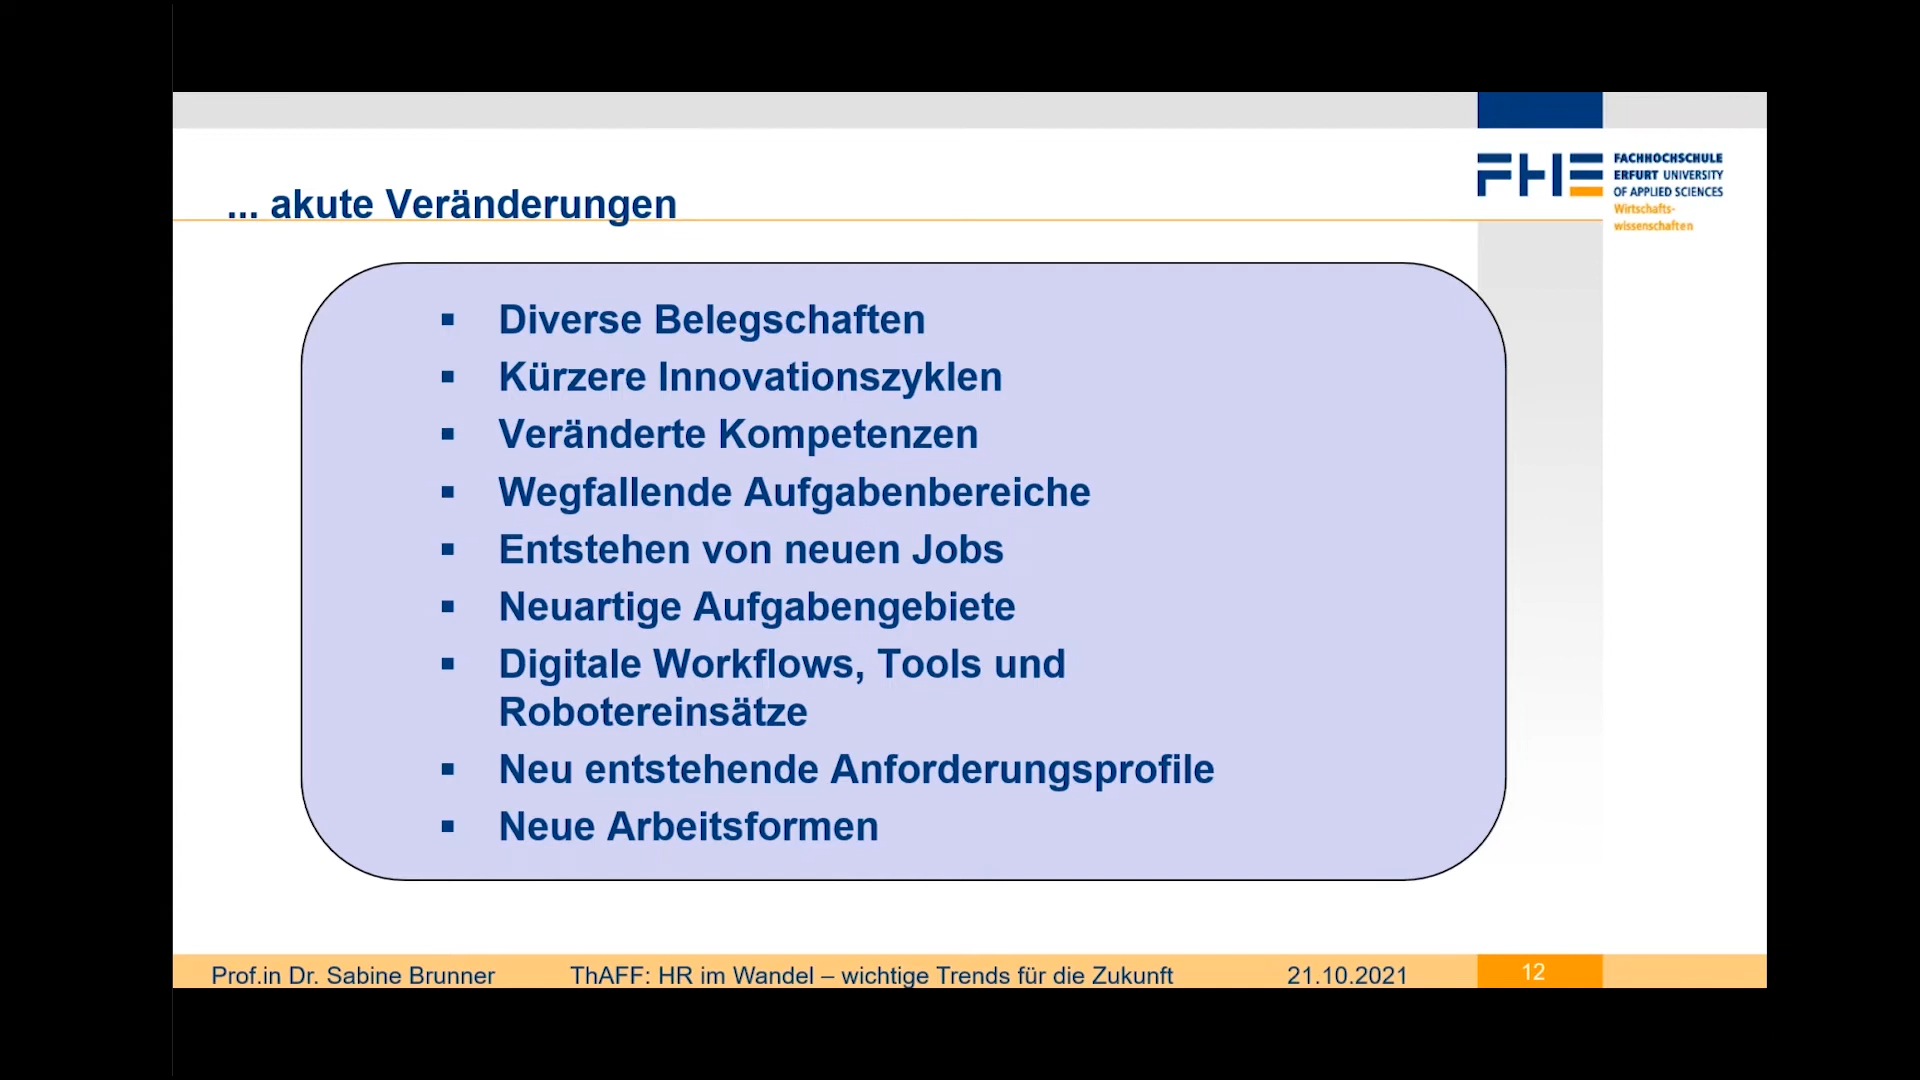 ... akute Veränderungen
FACHHOCHSCHULE
ERFURT UNIVERSITY
OF APPLIED SCIENCES
Wirtschafts-
wissenschaften
▪ Diverse Belegschaften
▪ Kürzere Innovationszyklen
▪ Veränderte Kompetenzen
▪ Wegfallende Aufgabenbereiche
▪ Entstehen von neuen Jobs
▪ Neuartige Aufgabengebiete
▪ Digitale Workflows, Tools und
Robotereinsätze
▪ Neu entstehende Anforderungsprofile
▪ Neue Arbeitsformen
Prof.in Dr. Sabine Brunner ThAFF: HR im Wandel – wichtige Trends für die Zukunft 21.10.2021 12